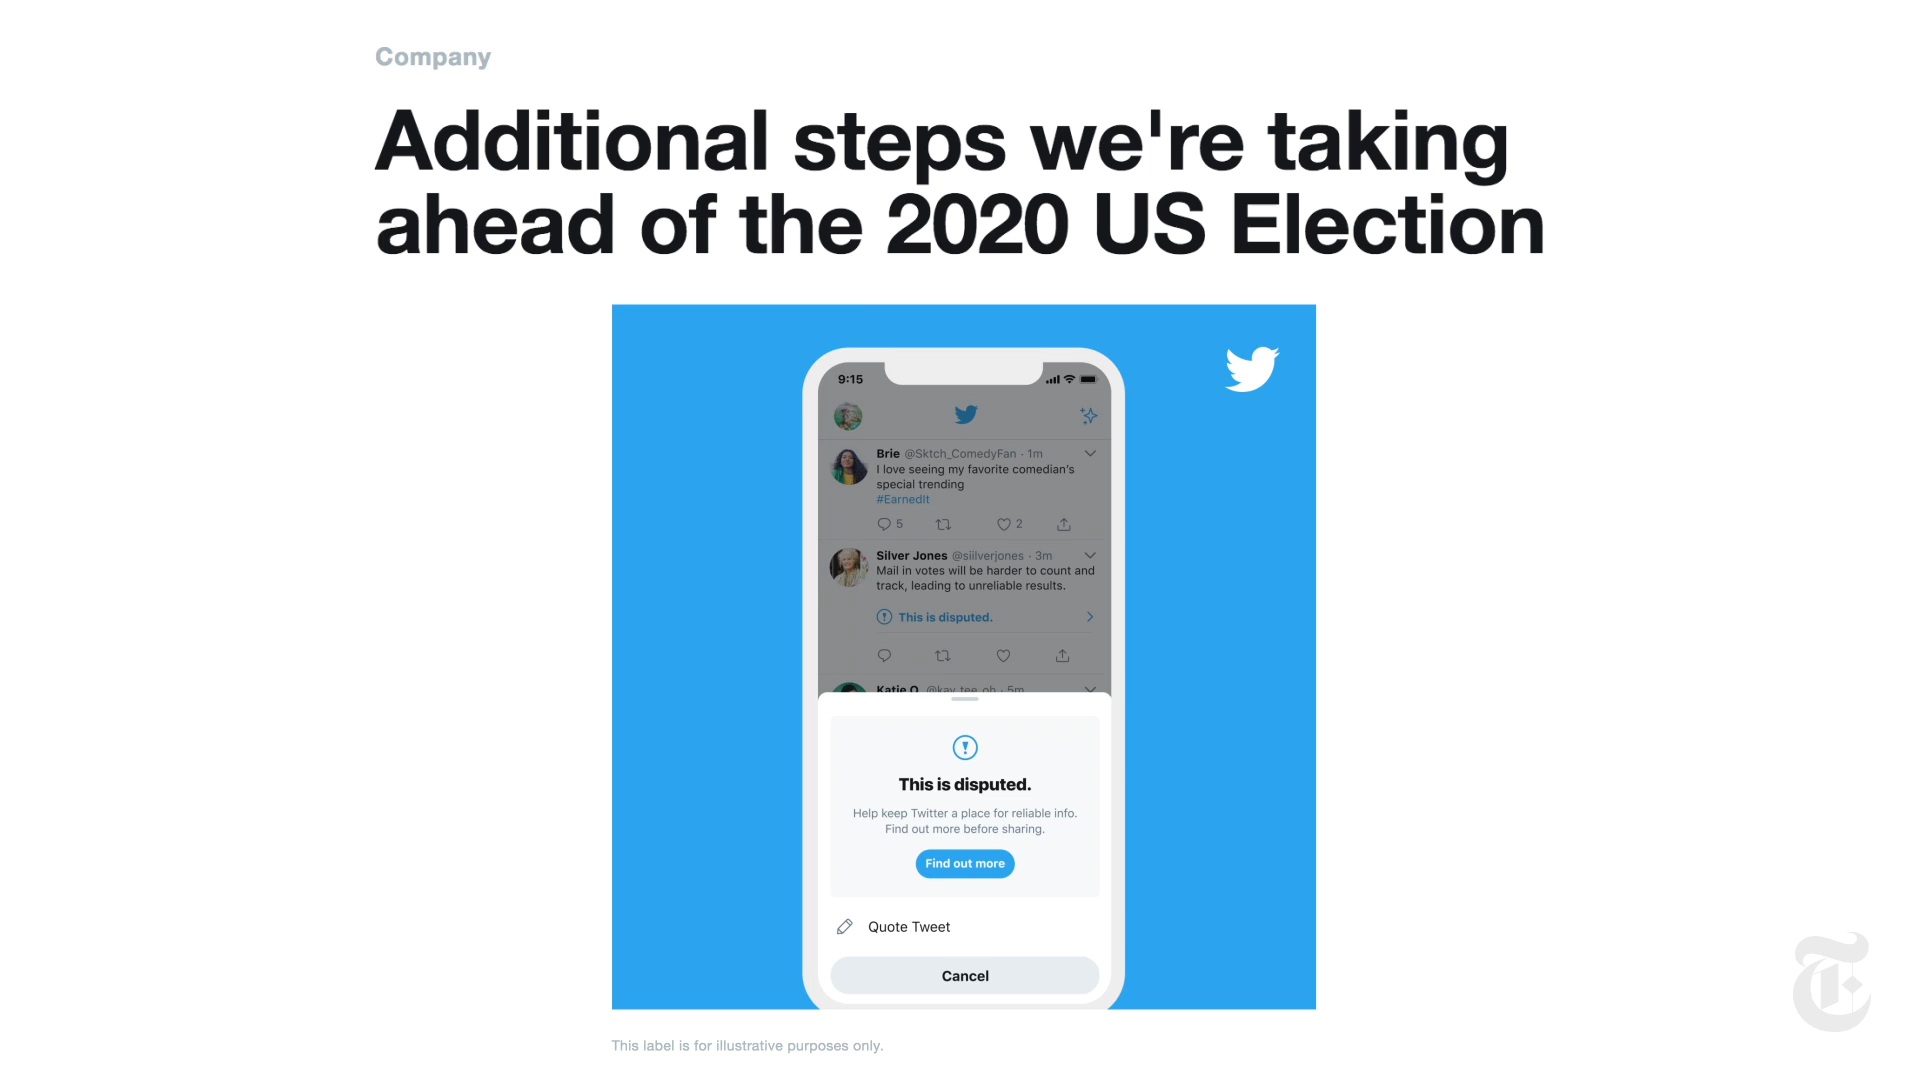 Company
Additional steps we're taking
ahead of the 2020 US Election
9:15
Brie @Sktch_ComedyFan · 1m
I love seeing my favorite comedian's
special trending
#EarnedIt
5 2
Silver Jones @siilverjones · 3m
Mail in votes will be harder to count and
track, leading to unreliable results.
This is disputed.
Katie O. @kay_tee_oh · 5m
This is disputed.
Help keep Twitter a place for reliable info.
Find out more before sharing.
Find out more
Quote Tweet
Cancel
This label is for illustrative purposes only.
T